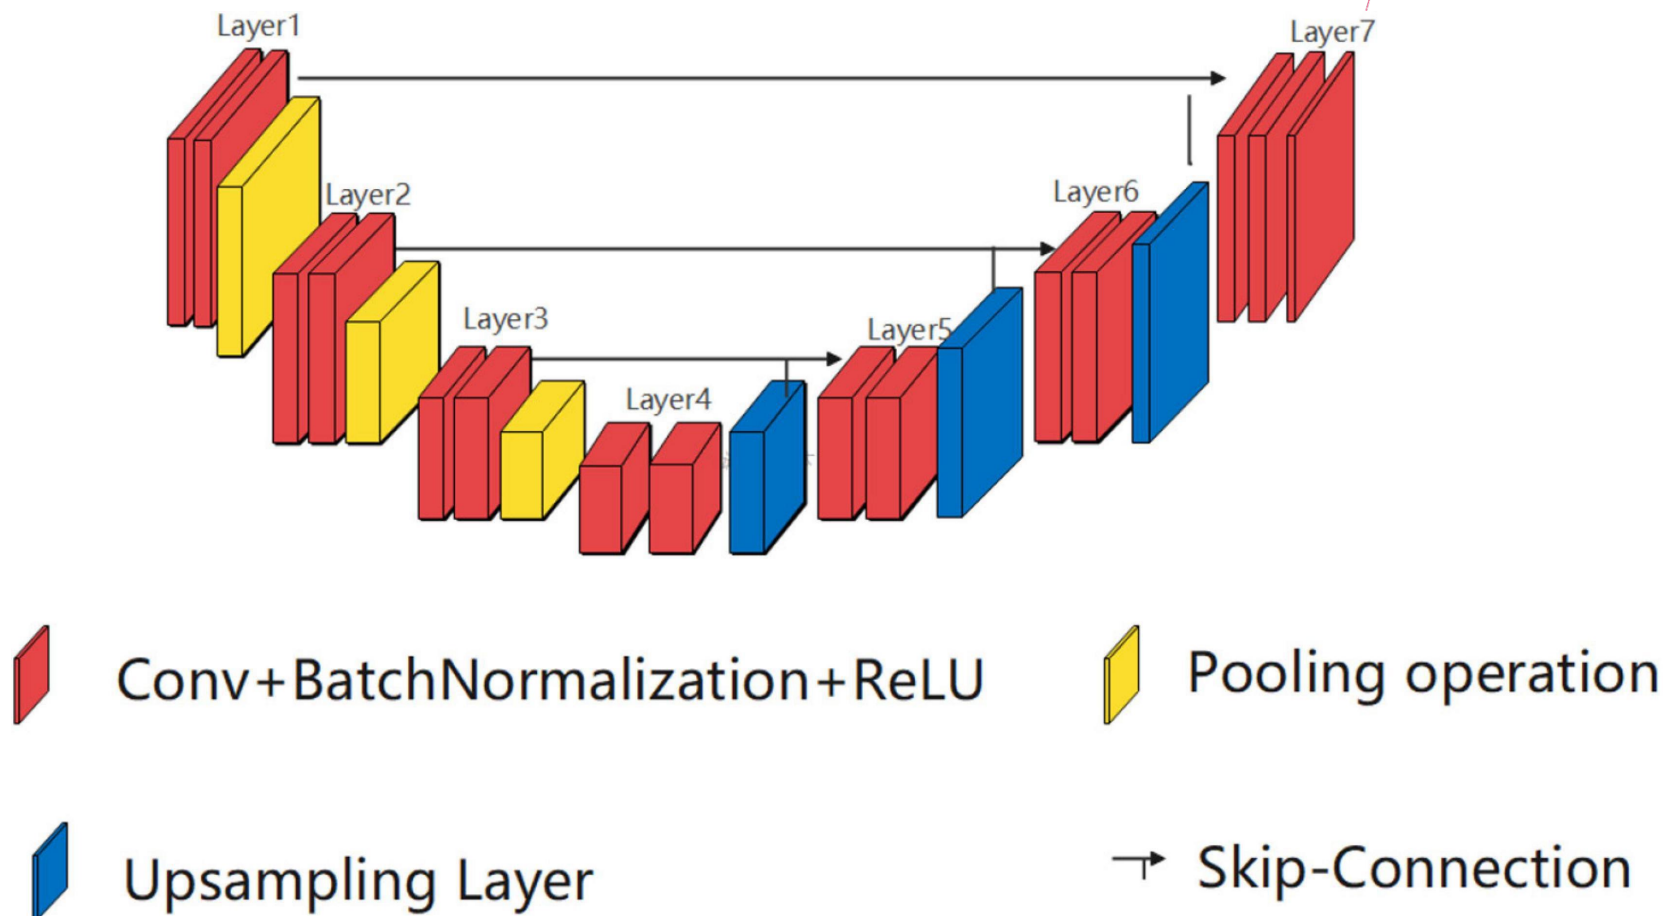 Layer1
Layer7
Layer2
Layer6
Layer3
Layer5
Layer4
Conv+BatchNormalization+ReLU
Pooling operation
Upsampling Layer
Skip-Connection